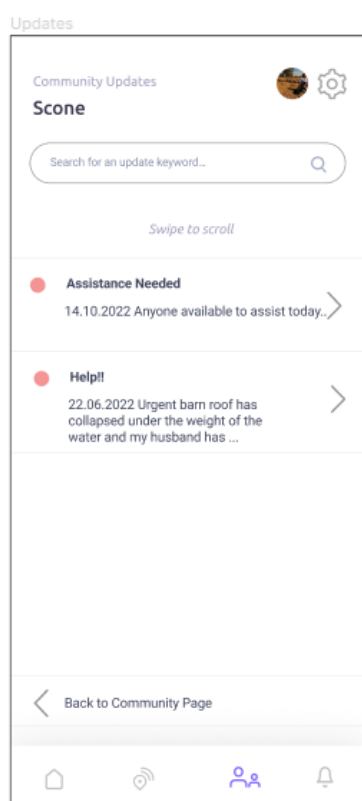 Updates
Community Updates
Scone
Search for an update keyword...
Swipe to scroll
Assistance Needed
14.10.2022 Anyone available to assist today..
Help!!
22.06.2022 Urgent barn roof has
collapsed under the weight of the
water and my husband has ...
Back to Community Page